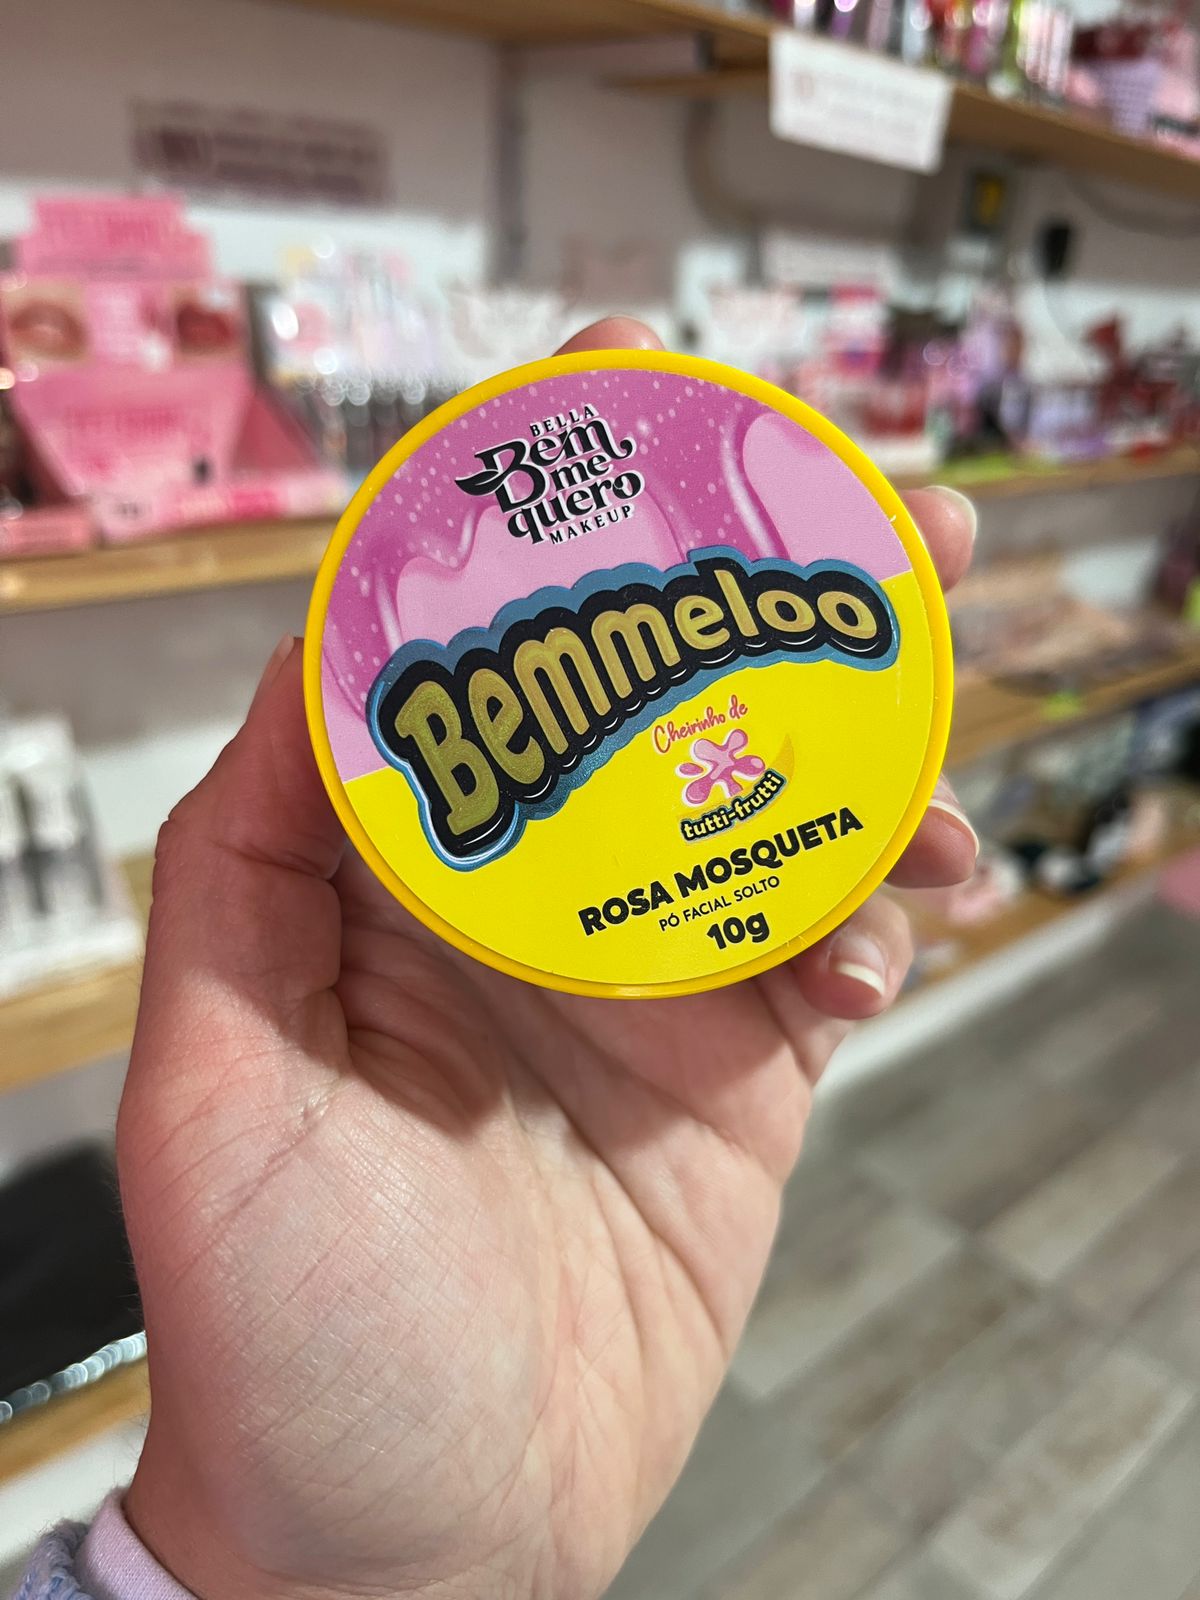 BELLA
Bem
me
quero
MAKEUP
Bemmeloo
Cheirinho de
tutti-frutti
ROSA MOSQUETA
PÓ FACIAL SOLTO
10g